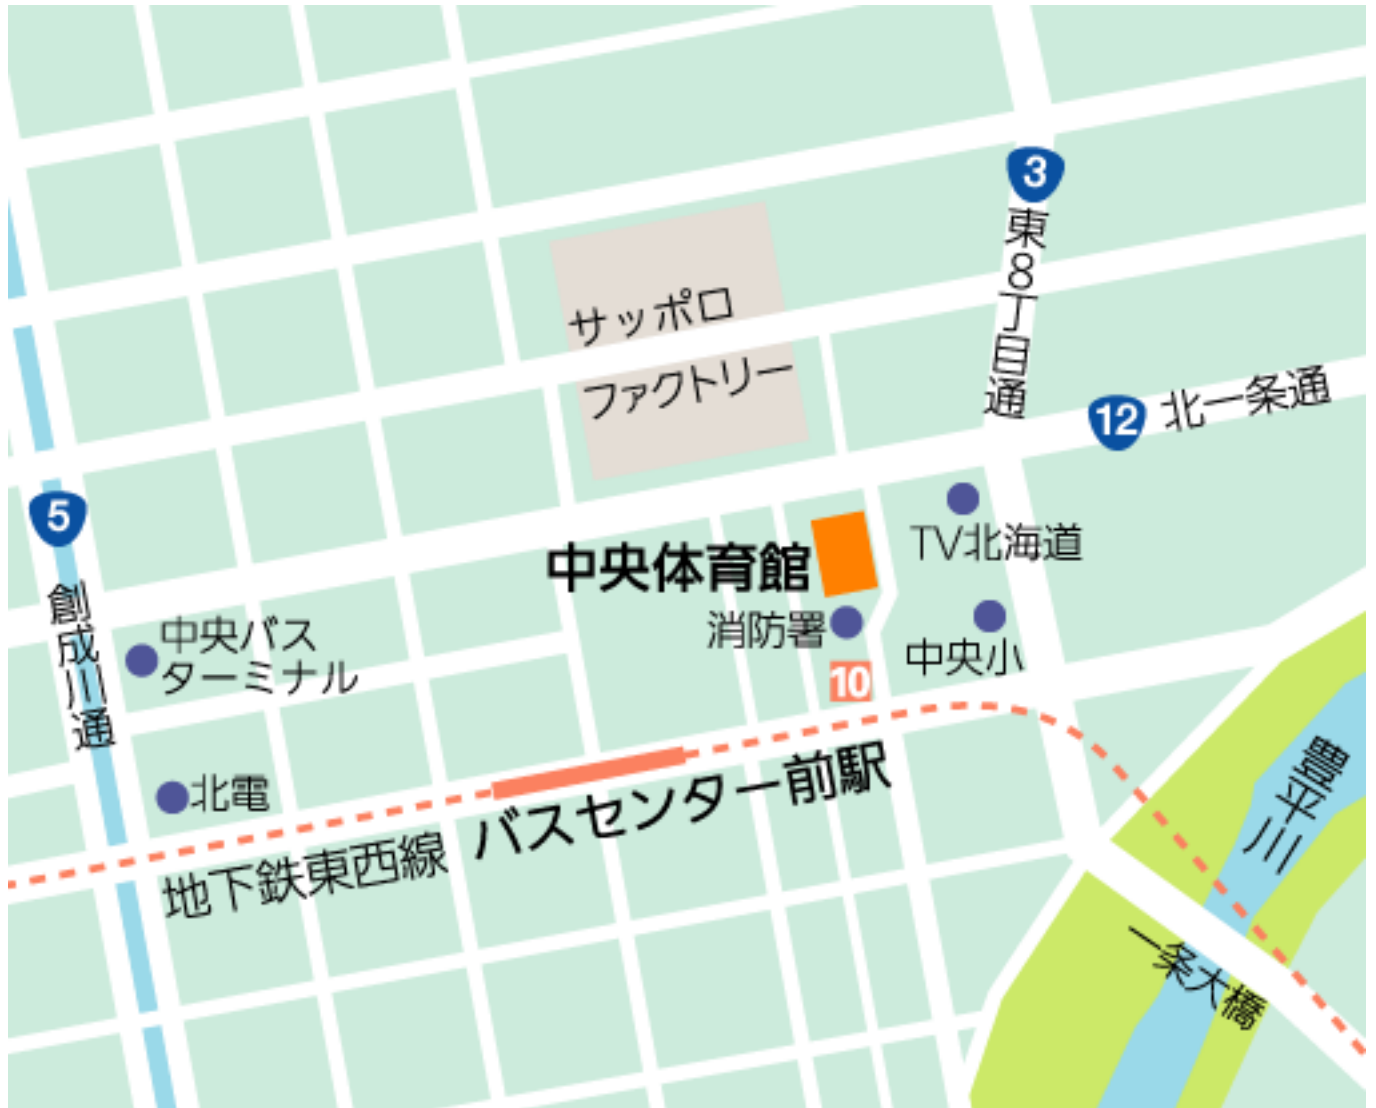 3
東8丁目通
サッポロ
ファクトリー
12
北一条通
5
創成川通
TV北海道
中央体育館
消防署
中央小
10
中央バス
ターミナル
北電
バスセンター前駅
地下鉄東西線
豊平川
一条大橋